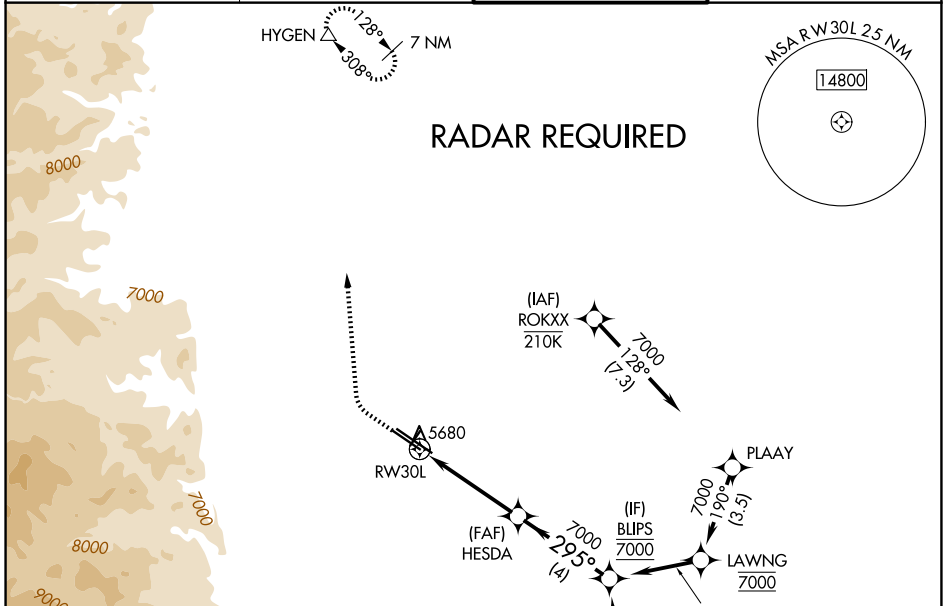 HYGEN
128°
308°
7 NM
MSA RW30L 25 NM
14800
RADAR REQUIRED
8000
7000
(IAF)
ROKXX
210K
7000
128°
(7.3)
5680
RW30L
PLAAY
7000
190°
(3.5)
(IF)
BLIPS
7000
(FAF)
HESDA
7000
295°
(4)
LAWNG
7000
7000
8000
9000